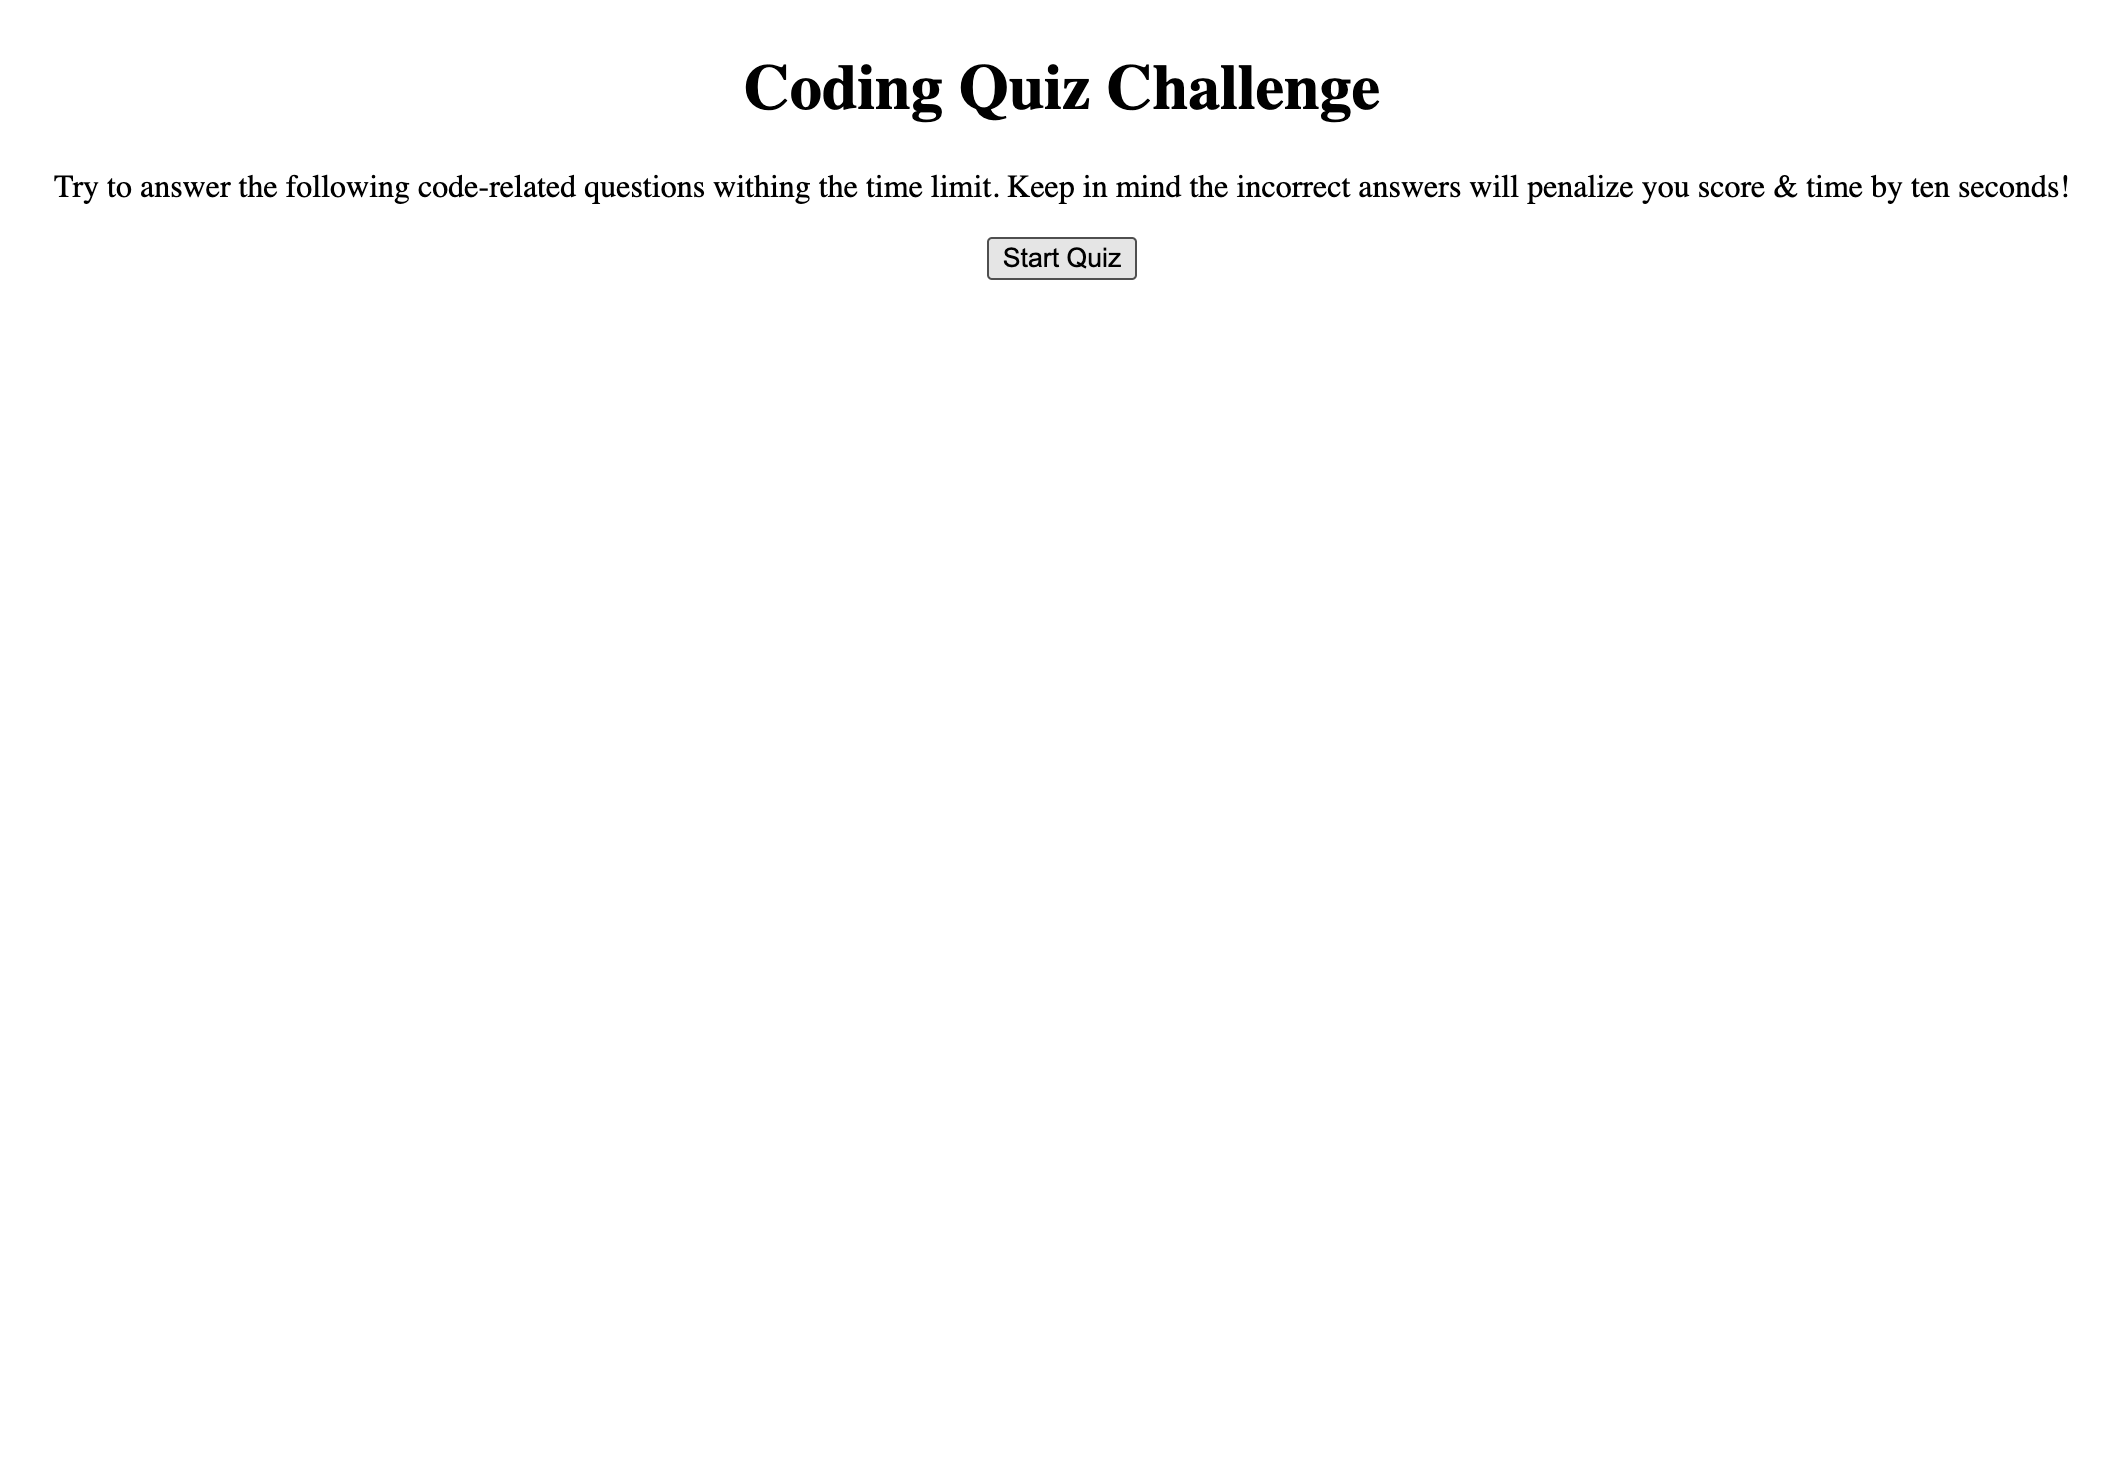 Coding Quiz Challenge
Try to answer the following code-related questions withing the time limit. Keep in mind the incorrect answers will penalize you score & time by ten seconds!
Start Quiz